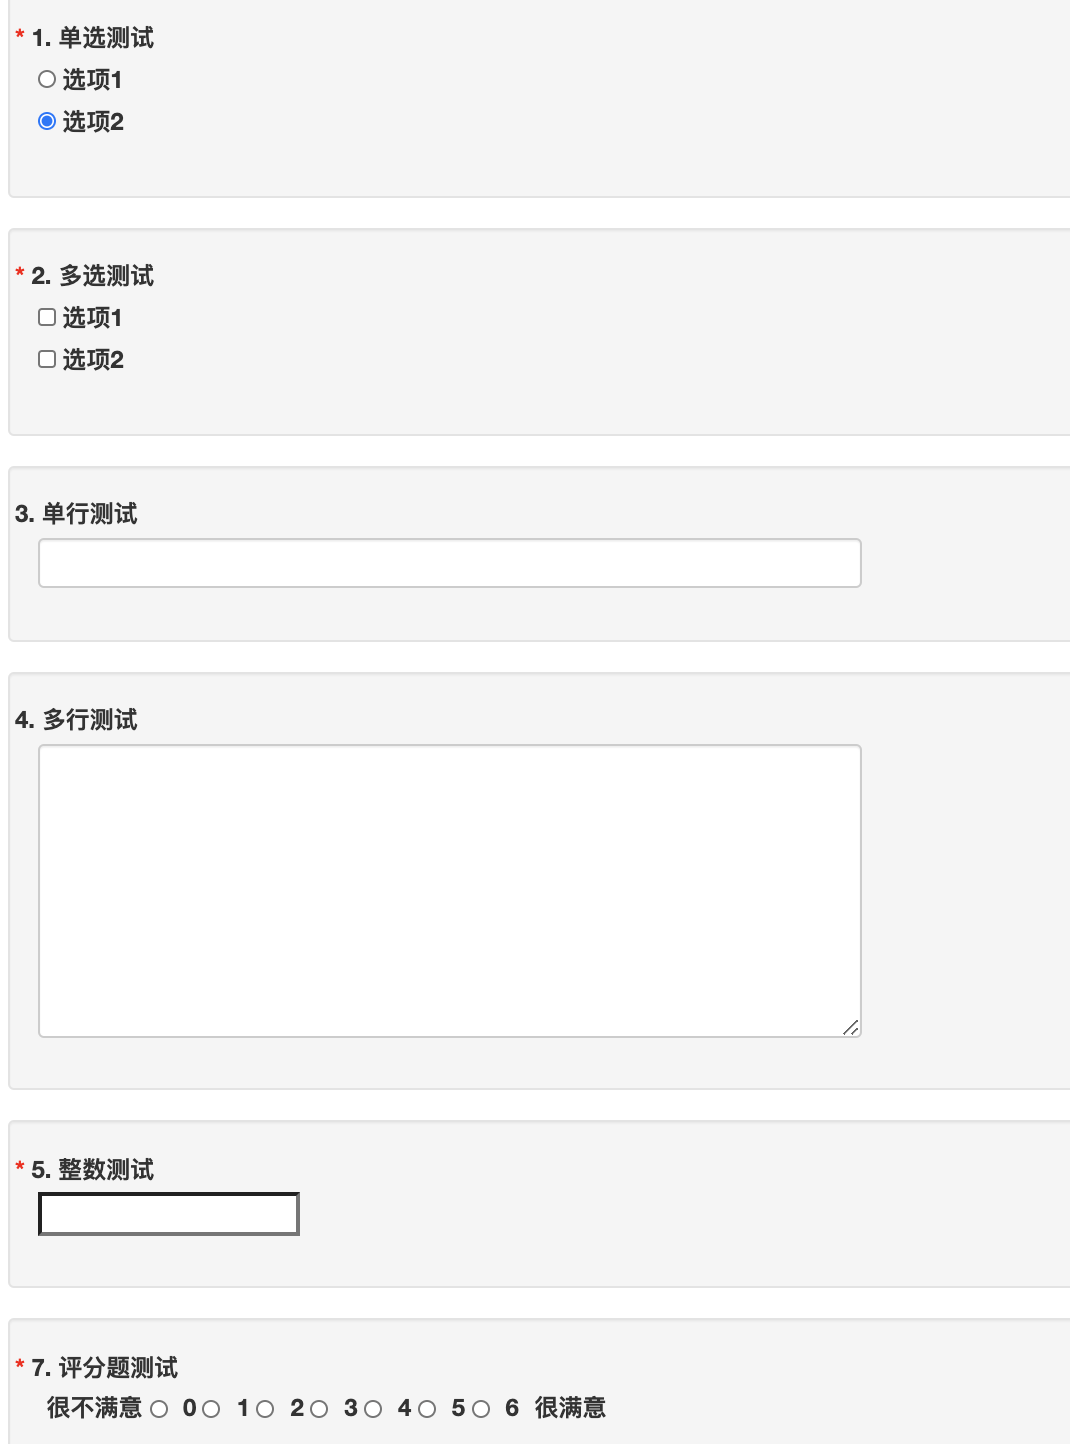 * 1. 单选测试
选项1
选项2
* 2. 多选测试
选项1
选项2
3. 单行测试
4. 多行测试
* 5. 整数测试
* 7. 评分题测试
很不满意 0 1 2 3 4 5 6 很满意